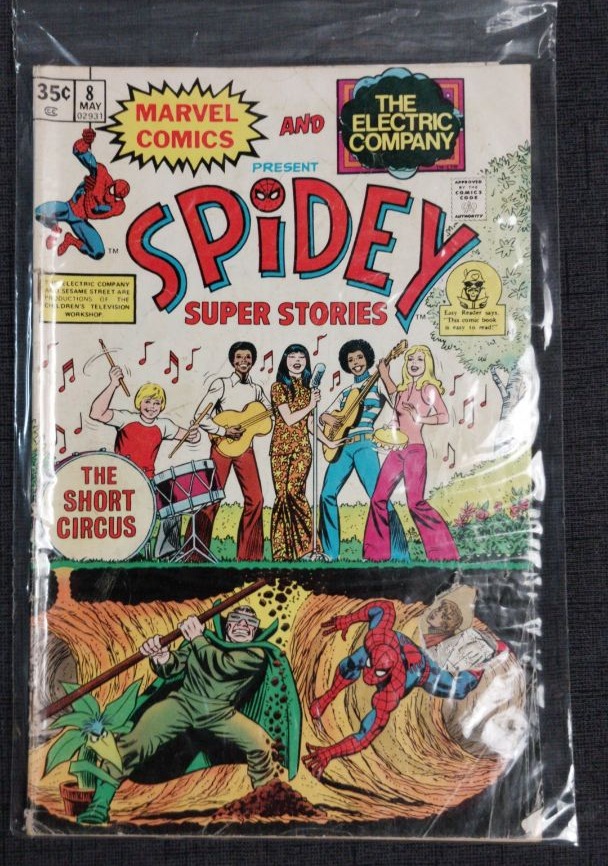 35¢
8
MAY
02931
MARVEL
COMICS
AND
THE
ELECTRIC
COMPANY
PRESENT
APPROVED
BY THE
COMICS
CODE
AUTHORITY
SPiDEY
TM
SUPER STORIES
TM
ELECTRIC COMPANY
SESAME STREET ARE
PRODUCTIONS OF THE
CHILDREN'S TELEVISION
WORKSHOP.
Easy Reader says,
"This comic book
is easy to read!"
THE
SHORT
CIRCUS